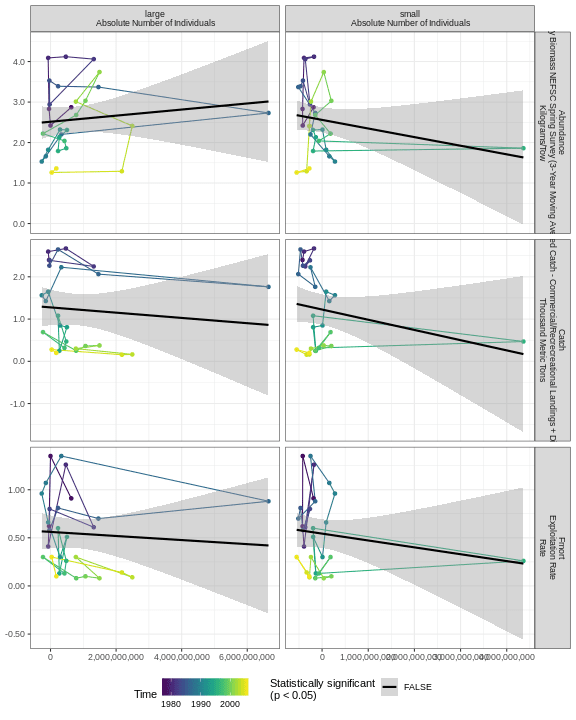 large
Absolute Number of Individuals
small
Absolute Number of Individuals
4.0
3.0
2.0
1.0
0.0
Abundance
y Biomass NEFSC Spring Survey (3-Year Moving Ave
Kilograms/Tow
2.0
1.0
0.0
-1.0
Catch
ed Catch - Commercial/Recreational Landings + D
Thousand Metric Tons
1.00
0.50
0.00
-0.50
Fmort
Exploitation Rate
Rate
0
2,000,000,000
4,000,000,000
6,000,000,000
0
1,000,000,000
2,000,000,000
3,000,000,000
4,000,000,000
Time
1980
1990
2000
Statistically significant
(p < 0.05)
FALSE